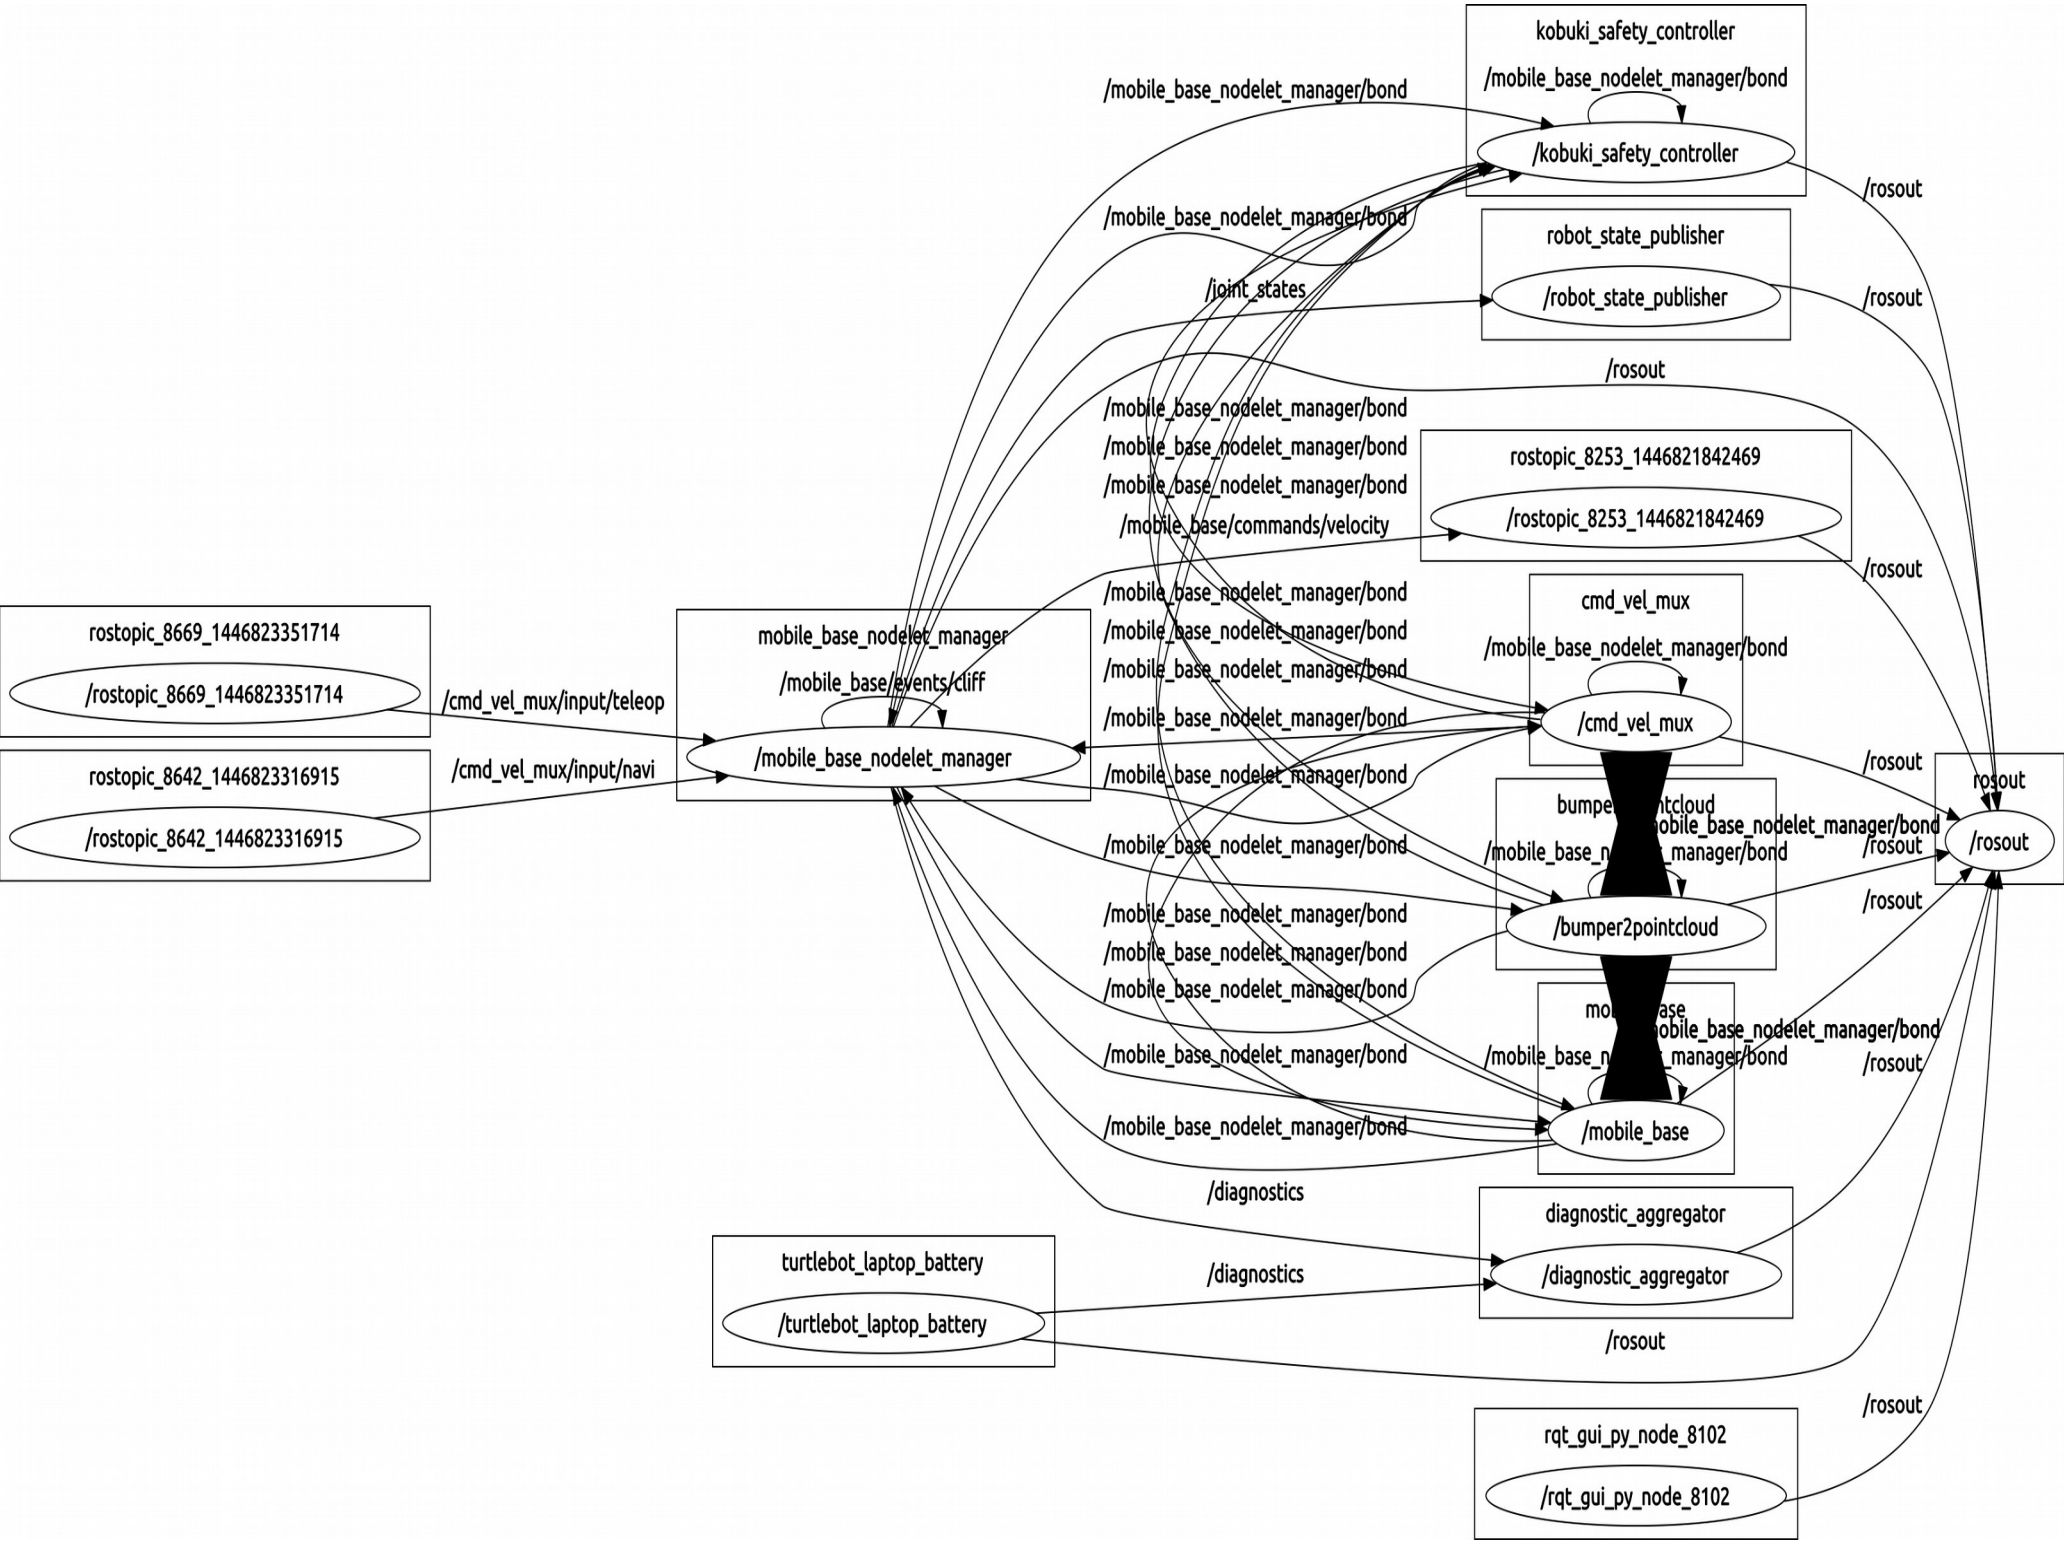 kobuki_safety_controller
/mobile_base_nodelet_manager/bond
/mobile_base_nodelet_manager/bond
/kobuki_safety_controller
/rosout
/mobile_base_nodelet_manager/bond
robot_state_publisher
/joint_states
/robot_state_publisher
/rosout
/rosout
/mobile_base_nodelet_manager/bond
/mobile_base_nodelet_manager/bond
rostopic_8253_1446821842469
/mobile_base_nodelet_manager/bond
/mobile_base/commands/velocity
/rostopic_8253_1446821842469
/rosout
/mobile_base_nodelet_manager/bond
cmd_vel_mux
/mobile_base_nodelet_manager/bond
rostopic_8669_1446823351714
mobile_base_nodelet_manager
/mobile_base_nodelet_manager/bond
/mobile_base_nodelet_manager/bond
/mobile_base/events/cliff
/rostopic_8669_1446823351714
/cmd_vel_mux/input/teleop
/mobile_base_nodelet_manager/bond
/cmd_vel_mux
/mobile_base_nodelet_manager
/rosout
rostopic_8642_1446823316915
/cmd_vel_mux/input/navi
/mobile_base_nodelet_manager/bond
rosout
/rostopic_8642_1446823316915
/mobile_base_nodelet_manager/bond
/rosout
/rosout
/rosout
/mobile_base_nodelet_manager/bond
/bumper2pointcloud
/mobile_base_nodelet_manager/bond
/mobile_base_nodelet_manager/bond
/mobile_base_nodelet_manager/bond
/rosout
/mobile_base_nodelet_manager/bond
/mobile_base
/diagnostics
diagnostic_aggregator
turtlebot_laptop_battery
/diagnostics
/diagnostic_aggregator
/turtlebot_laptop_battery
/rosout
/rosout
rqt_gui_py_node_8102
/rqt_gui_py_node_8102